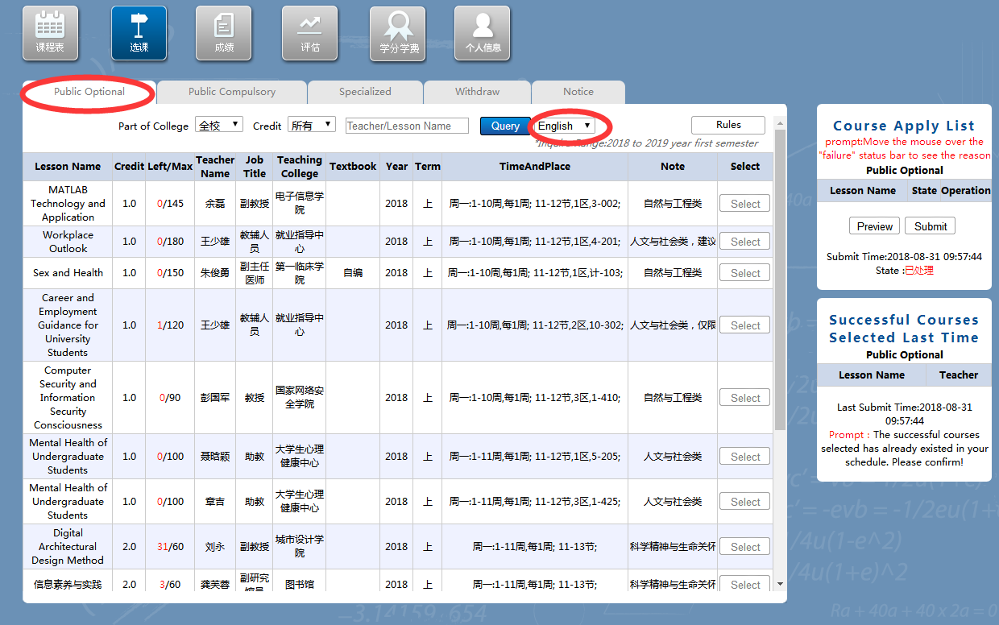 课程表 选课 成绩 评估 学分学费 个人信息
Public Optional Public Compulsory Specialized Withdraw Notice
Part of College 全校 Credit 所有 Teacher/Lesson Name Query English Rules
*Inquire Range:2018 to 2019 year first semester
Lesson Name Credit Left/Max Teacher Name Job Title Teaching College Textbook Year Term TimeAndPlace Note Select
MATLAB Technology and Application 1.0 0/145 余磊 副教授 电子信息学院 2018 上 周一:1-10周,每1周; 11-12节,1区,3-002; 自然与工程类 Select
Workplace Outlook 1.0 0/180 王少雄 教辅人员 就业指导中心 2018 上 周一:1-10周,每1周; 11-12节,1区,4-201; 人文与社会类，建议 Select
Sex and Health 1.0 0/150 朱俊勇 副主任医师 第一临床学院 自编 2018 上 周一:1-10周,每1周; 11-12节,1区,计-103; 自然与工程类 Select
Career and Employment Guidance for University Students 1.0 1/120 王少雄 教辅人员 就业指导中心 2018 上 周一:1-10周,每1周; 11-12节,2区,10-302; 人文与社会类，仅限 Select
Computer Security and Information Security Consciousness 1.0 0/90 彭国军 教授 国家网络安全学院 2018 上 周一:1-10周,每1周; 11-12节,3区,1-410; 自然与工程类 Select
Mental Health of Undergraduate Students 1.0 0/100 聂晗颖 助教 大学生心理健康中心 2018 上 周一:1-11周,每1周; 11-12节,1区,5-205; 人文与社会类 Select
Mental Health of Undergraduate Students 1.0 0/100 章吉 助教 大学生心理健康中心 2018 上 周一:1-11周,每1周; 11-12节,3区,1-425; 人文与社会类 Select
Digital Architectural Design Method 2.0 31/60 刘永 副教授 城市设计学院 2018 上 周一:1-11周,每1周; 11-13节; 科学精神与生命关怀 Select
信息素养与实践 2.0 3/60 龚芙蓉 副研究馆员 图书馆 2018 上 周一:1-11周,每1周; 11-13节; 科学精神与生命关怀 Select
Course Apply List
prompt:Move the mouse over the
"failure" status bar to see the reason
Public Optional
Lesson Name State Operation
Preview Submit
Submit Time:2018-08-31 09:57:44
State :已处理
Successful Courses
Selected Last Time
Public Optional
Lesson Name Teacher
Last Submit Time:2018-08-31
09:57:44
Prompt : The successful courses
selected has already existed in your
schedule. Please confirm!
c' = -evb = -1/2eu(1+
/4u(1-e^2)
/4u(1+e)^2
−3.14159..654
Ra + 40a + 40 x 2a = 0